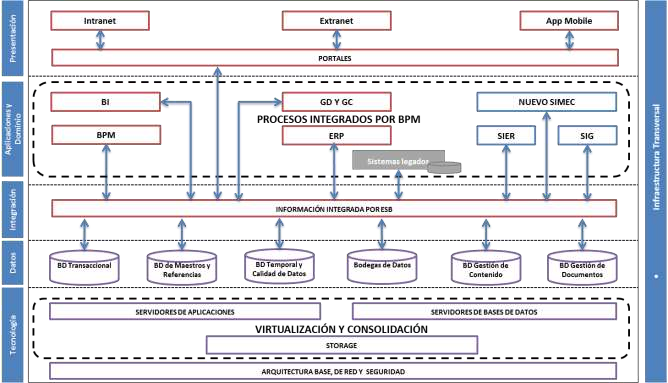 Presentación
Intranet
Extranet
App Mobile
PORTALES
Aplicaciones y
Dominio
BI
GD Y GC
NUEVO SIMEC
PROCESOS INTEGRADOS POR BPM
BPM
ERP
SIER
SIG
Sistemas legados
Integración
INFORMACIÓN INTEGRADA POR ESB
Datos
BD Transaccional
BD de Maestros y
Referencias
BD Temporal y
Calidad de Datos
Bodegas de Datos
BD Gestión de
Contenido
BD Gestión de
Documentos
Tecnología
SERVIDORES DE APLICACIONES
SERVIDORES DE BASES DE DATOS
VIRTUALIZACIÓN Y CONSOLIDACIÓN
STORAGE
ARQUITECTURA BASE, DE RED Y SEGURIDAD
• Infraestructura Transversal